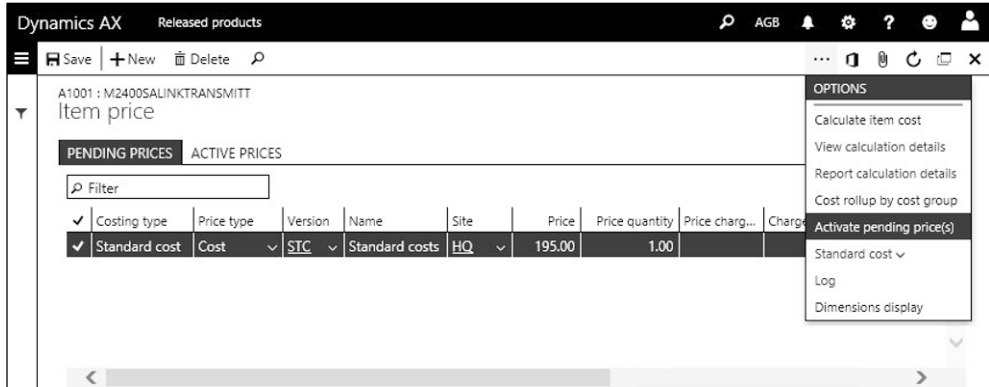 Dynamics AX Released products AGB
Save + New Delete
A1001 : M2400SALINKTRANSMITT
Item price
PENDING PRICES ACTIVE PRICES
Filter
Costing type Price type Version Name Site Price Price quantity Price charg... Charge
Standard cost Cost STC Standard costs HQ 195.00 1.00
OPTIONS
Calculate item cost
View calculation details
Report calculation details
Cost rollup by cost group
Activate pending price(s)
Standard cost
Log
Dimensions display